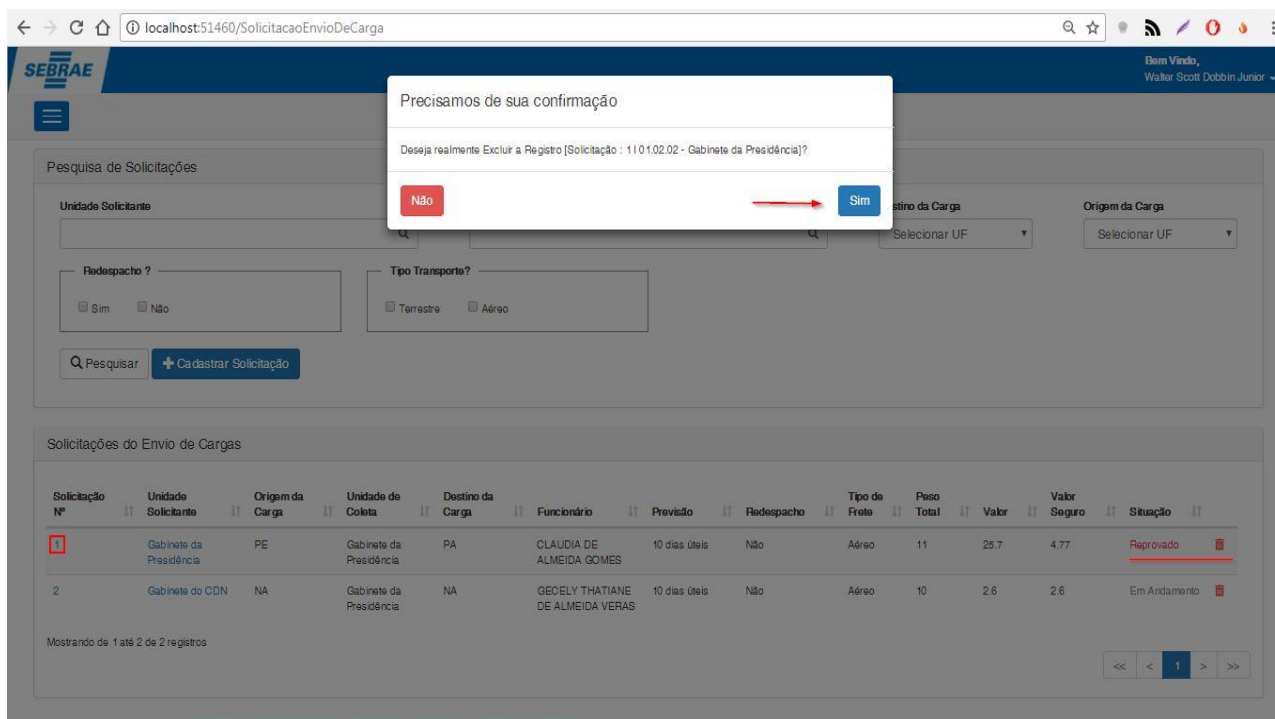 localhost:51460/SolicitacaoEnvioDeCarga
SEBRAE
Bem Vindo,
Walter Scott Dobbin Junior
Precisamos de sua confirmação
Deseja realmente Excluir a Registro [Solicitação : 1 | 01.02.02 - Gabinete da Presidência]?
Não
Sim
Pesquisa de Solicitações
Unidade Solicitante
stino da Carga
Origem da Carga
Selecionar UF
Selecionar UF
Redespacho ?
Tipo Transporte?
Sim
Não
Terrestre
Aéreo
Pesquisar
Cadastrar Solicitação
Solicitações do Envio de Cargas
Solicitação Nº
Unidade Solicitante
Origem da Carga
Unidade de Coleta
Destino da Carga
Funcionário
Previsão
Redespacho
Tipo de Frete
Peso Total
Valor
Valor Seguro
Situação
1
Gabinete da Presidência
PE
Gabinete da Presidência
PA
CLAUDIA DE ALMEIDA GOMES
10 dias úteis
Não
Aéreo
11
25.7
4.77
Reprovado
2
Gabinete do CDN
NA
Gabinete da Presidência
NA
GECELY THATIANE DE ALMEIDA VERAS
10 dias úteis
Não
Aéreo
10
2.6
2.6
Em Andamento
Mostrando de 1 até 2 de 2 registros
<< < 1 > >>